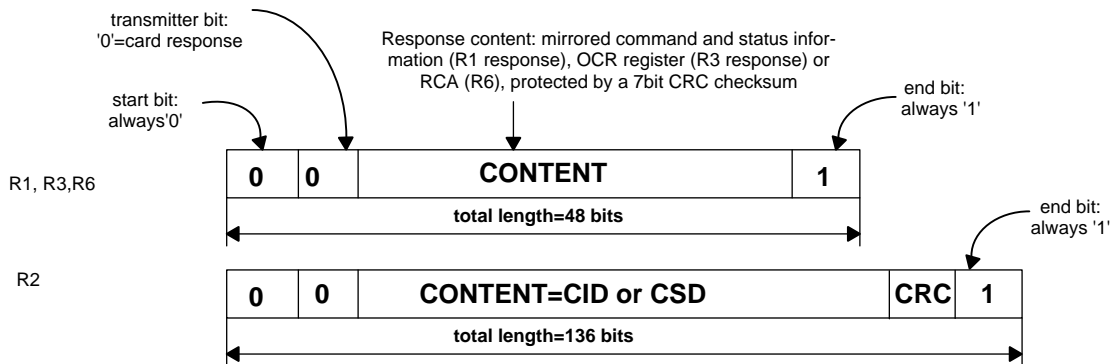 transmitter bit:
'0'=card response
Response content: mirrored command and status infor-
mation (R1 response), OCR register (R3 response) or
RCA (R6), protected by a 7bit CRC checksum
start bit:
always'0'
end bit:
always '1'
R1, R3,R6
0 0 CONTENT 1
total length=48 bits
end bit:
always '1'
R2
0 0 CONTENT=CID or CSD CRC 1
total length=136 bits